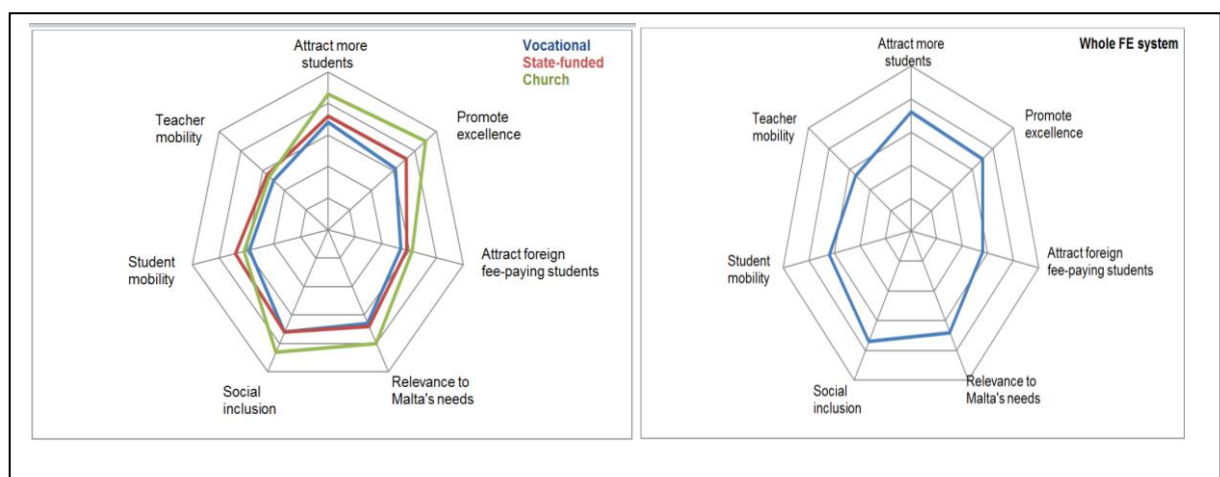 Attract more
students
Vocational
State-funded
Church
Teacher
mobility
Promote
excellence
Student
mobility
Attract foreign
fee-paying students
Social
inclusion
Relevance to
Malta's needs
Attract more
students
Whole FE system
Teacher
mobility
Promote
excellence
Student
mobility
Attract foreign
fee-paying students
Social
inclusion
Relevance to
Malta's needs